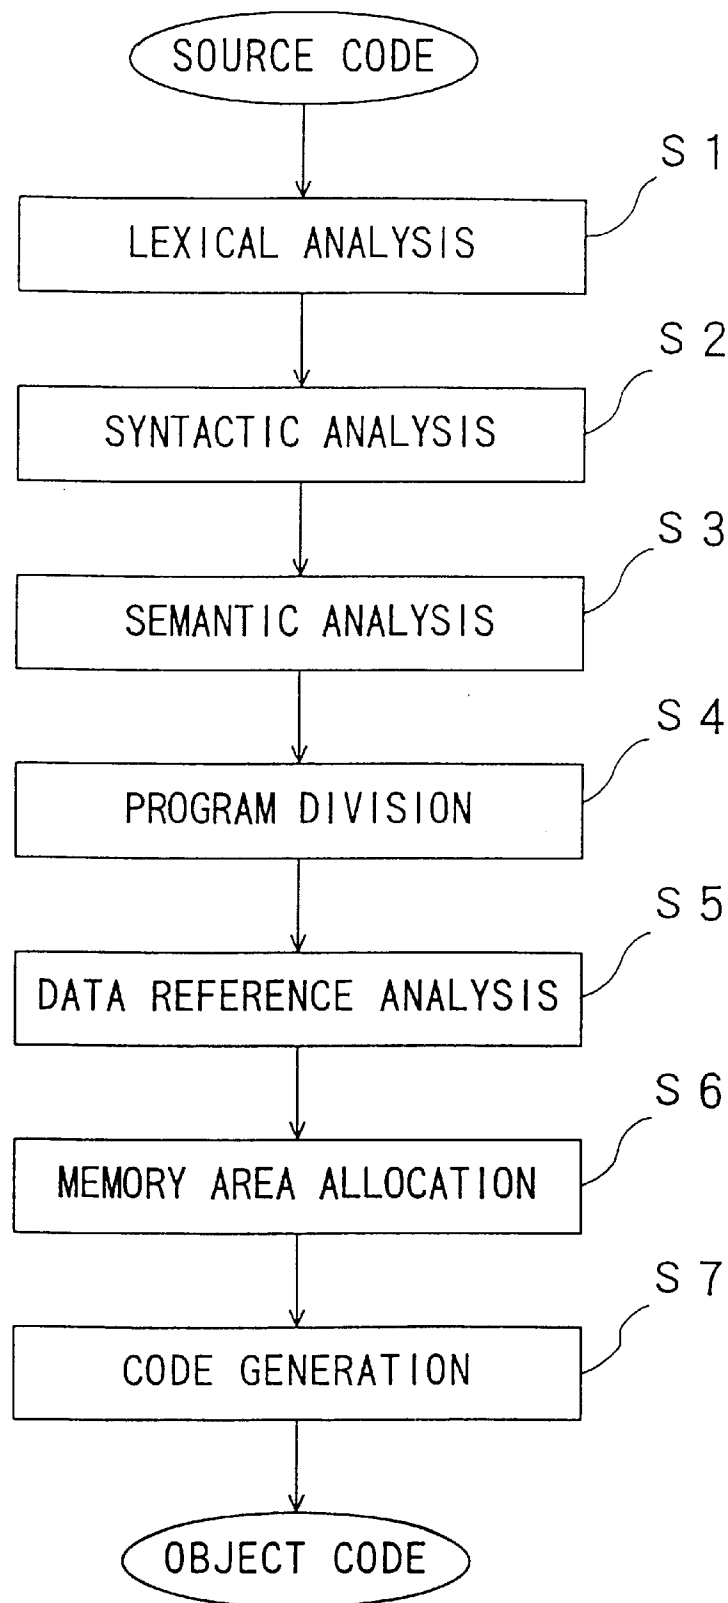 SOURCE CODE
S1
LEXICAL ANALYSIS
S2
SYNTACTIC ANALYSIS
S3
SEMANTIC ANALYSIS
S4
PROGRAM DIVISION
S5
DATA REFERENCE ANALYSIS
S6
MEMORY AREA ALLOCATION
S7
CODE GENERATION
OBJECT CODE